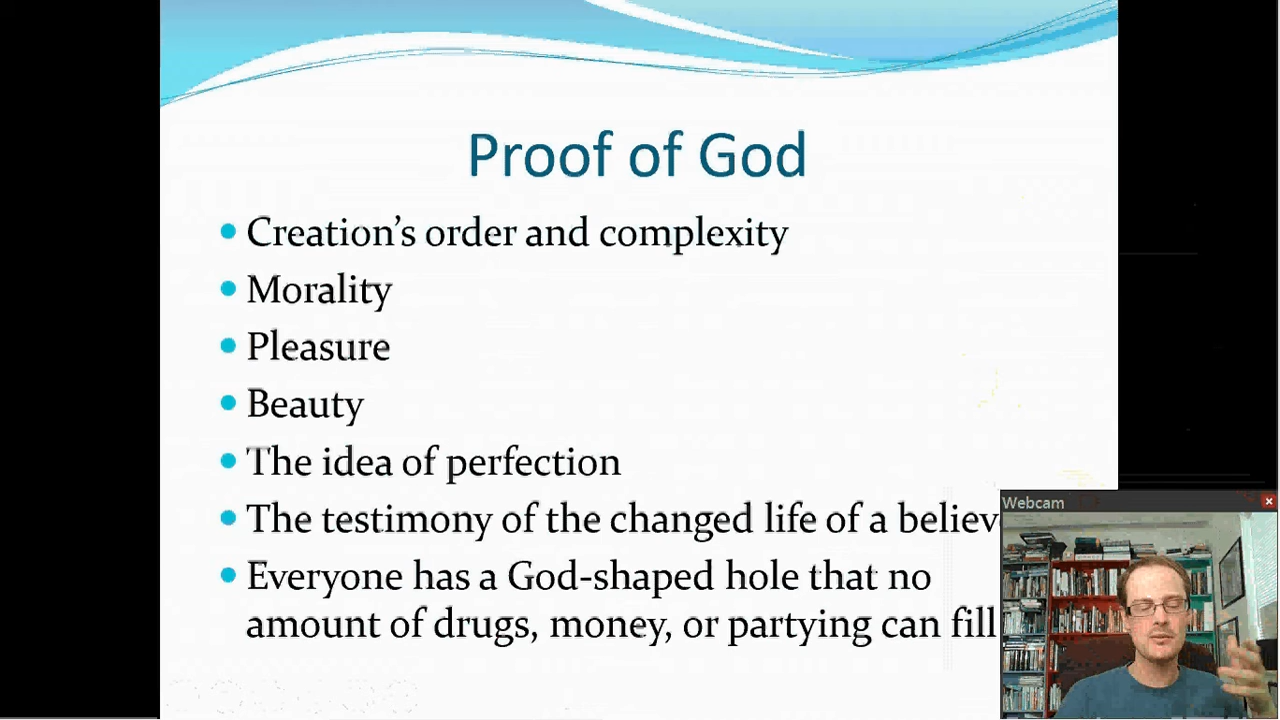 Proof of God
• Creation’s order and complexity
• Morality
• Pleasure
• Beauty
• The idea of perfection
• The testimony of the changed life of a
• Everyone has a God-shaped hole that no
amount of drugs, money, or partying can fill
Webcam